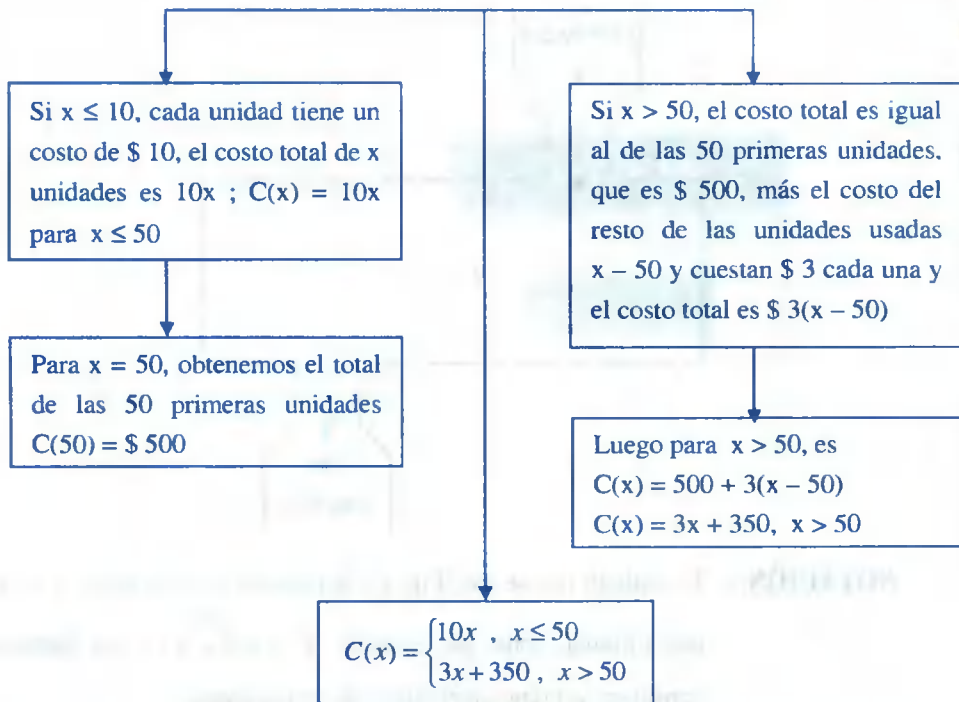 Si x ≤ 10, cada unidad tiene un
costo de $ 10, el costo total de x
unidades es 10x ; C(x) = 10x
para x ≤ 50
Para x = 50, obtenemos el total
de las 50 primeras unidades
C(50) = $ 500
Si x > 50, el costo total es igual
al de las 50 primeras unidades,
que es $ 500, más el costo del
resto de las unidades usadas
x – 50 y cuestan $ 3 cada una y
el costo total es $ 3(x – 50)
Luego para x > 50, es
C(x) = 500 + 3(x – 50)
C(x) = 3x + 350, x > 50
C(x) = {10x , x ≤ 50
3x + 350 , x > 50